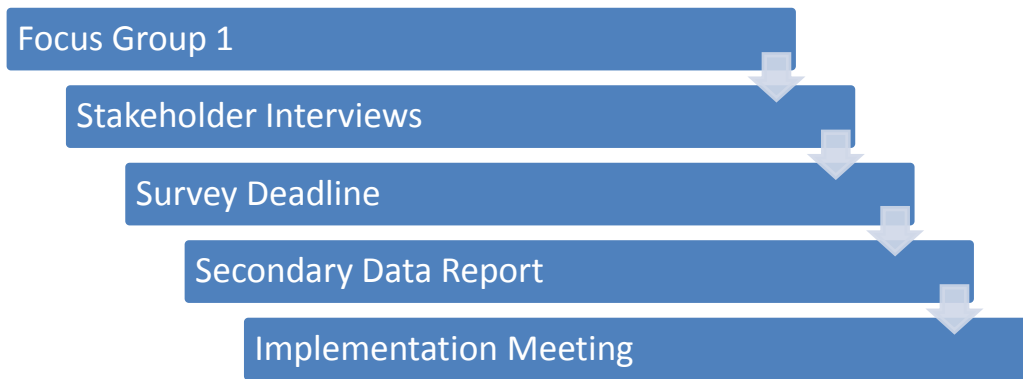 Focus Group 1
Stakeholder Interviews
Survey Deadline
Secondary Data Report
Implementation Meeting